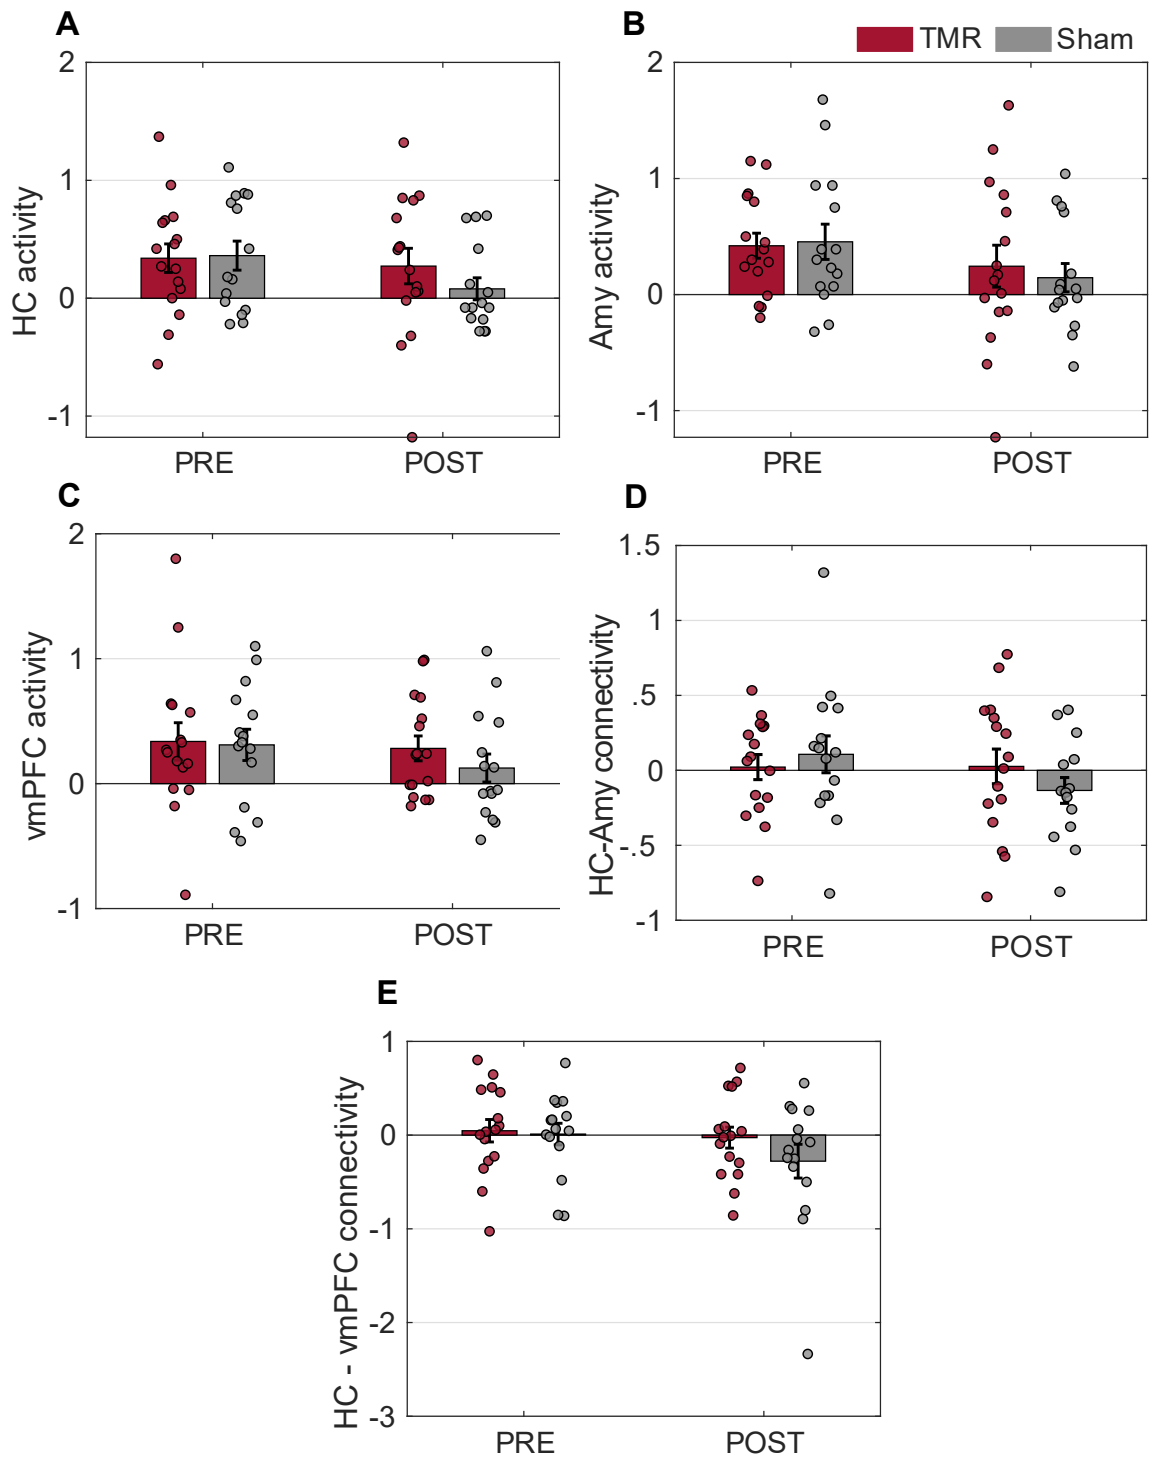 A
B
TMR Sham
2
1
0
-1
HC activity
PRE POST
2
1
0
-1
Amy activity
PRE POST
C
D
2
1
0
-1
vmPFC activity
PRE POST
1.5
1
.5
0
-.5
-1
HC-Amy connectivity
PRE POST
E
1
0
-1
-2
-3
HC - vmPFC connectivity
PRE POST